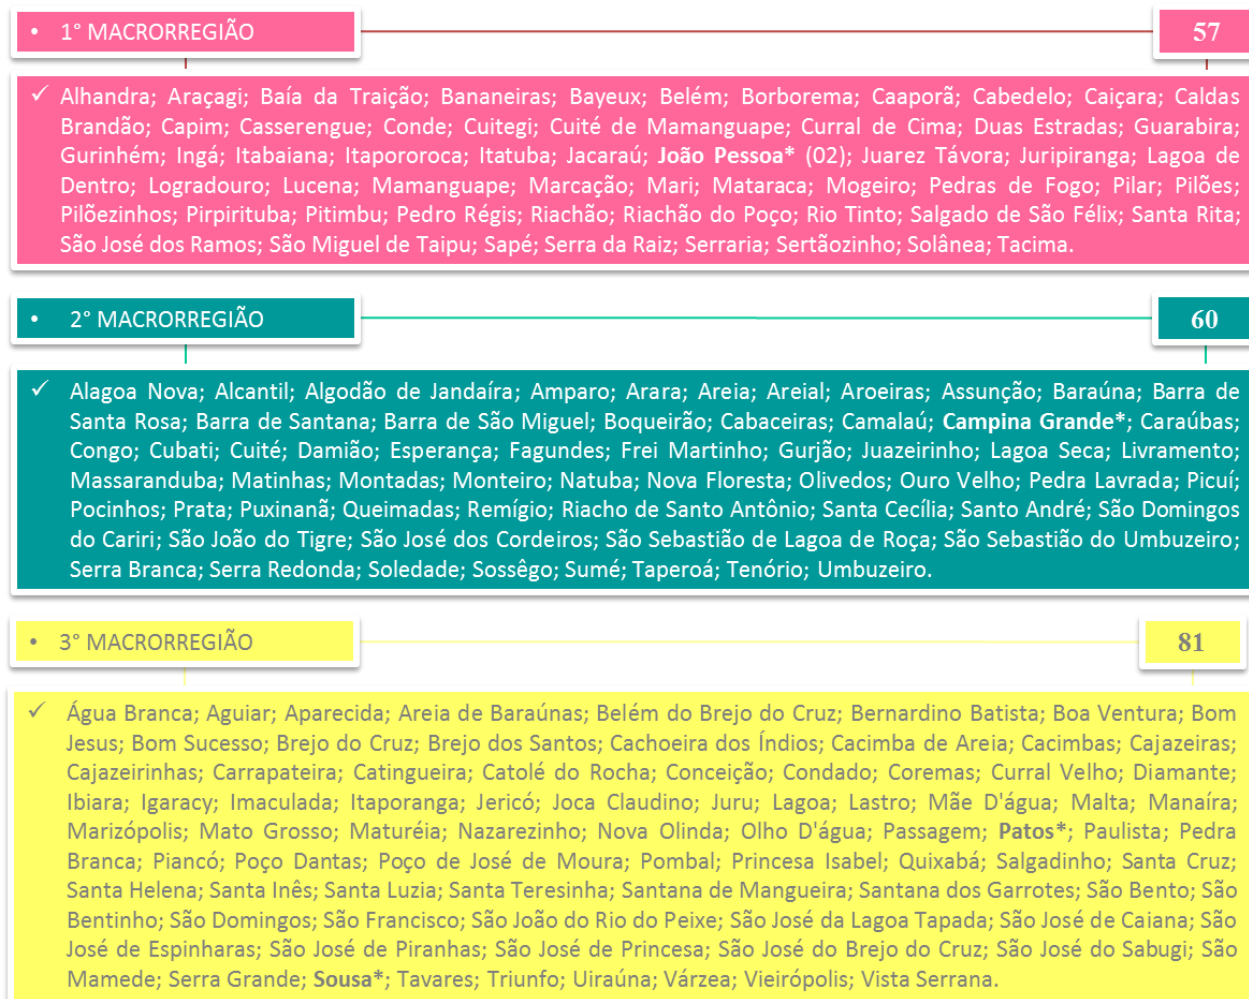 • 1° MACRORREGIÃO
57
✓ Alhandra; Araçagi; Baía da Traição; Bananeiras; Bayeux; Belém; Borborema; Caaporã; Cabedelo; Caiçara; Caldas
Brandão; Capim; Casserengue; Conde; Cuitegi; Cuité de Mamanguape; Curral de Cima; Duas Estradas; Guarabira;
Gurinhém; Ingá; Itabaiana; Itapororoca; Itatuba; Jacaraú; João Pessoa* (02); Juarez Távora; Juripiranga; Lagoa de
Dentro; Logradouro; Lucena; Mamanguape; Marcação; Mari; Mataraca; Mogeiro; Pedras de Fogo; Pilar; Pilões;
Pilõezinhos; Pirpirituba; Pitimbu; Pedro Régis; Riachão; Riachão do Poço; Rio Tinto; Salgado de São Félix; Santa Rita;
São José dos Ramos; São Miguel de Taipu; Sapé; Serra da Raiz; Serraria; Sertãozinho; Solânea; Tacima.
• 2° MACRORREGIÃO
60
✓ Alagoa Nova; Alcantil; Algodão de Jandaíra; Amparo; Arara; Areia; Areial; Aroeiras; Assunção; Baraúna; Barra de
Santa Rosa; Barra de Santana; Barra de São Miguel; Boqueirão; Cabaceiras; Camalaú; Campina Grande*; Caraúbas;
Congo; Cubati; Cuité; Damião; Esperança; Fagundes; Frei Martinho; Gurjão; Juazeirinho; Lagoa Seca; Livramento;
Massaranduba; Matinhas; Montadas; Monteiro; Natuba; Nova Floresta; Olivedos; Ouro Velho; Pedra Lavrada; Picuí;
Pocinhos; Prata; Puxinanã; Queimadas; Remígio; Riacho de Santo Antônio; Santa Cecília; Santo André; São Domingos
do Cariri; São João do Tigre; São José dos Cordeiros; São Sebastião de Lagoa de Roça; São Sebastião do Umbuzeiro;
Serra Branca; Serra Redonda; Soledade; Sossêgo; Sumé; Taperoá; Tenório; Umbuzeiro.
• 3° MACRORREGIÃO
81
✓ Água Branca; Aguiar; Aparecida; Areia de Baraúnas; Belém do Brejo do Cruz; Bernardino Batista; Boa Ventura; Bom
Jesus; Bom Sucesso; Brejo do Cruz; Brejo dos Santos; Cachoeira dos Índios; Cacimba de Areia; Cacimbas; Cajazeiras;
Cajazeirinhas; Carrapateira; Catingueira; Catolé do Rocha; Conceição; Condado; Coremas; Curral Velho; Diamante;
Ibiara; Igaracy; Imaculada; Itaporanga; Jericó; Joca Claudino; Juru; Lagoa; Lastro; Mãe D'água; Malta; Manaíra;
Marizópolis; Mato Grosso; Maturéia; Nazarezinho; Nova Olinda; Olho D'água; Passagem; Patos*; Paulista; Pedra
Branca; Piancó; Poço Dantas; Poço de José de Moura; Pombal; Princesa Isabel; Quixabá; Salgadinho; Santa Cruz;
Santa Helena; Santa Inês; Santa Luzia; Santa Teresinha; Santana de Mangueira; Santana dos Garrotes; São Bento; São
Bentinho; São Domingos; São Francisco; São João do Rio do Peixe; São José da Lagoa Tapada; São José de Caiana; São
José de Espinharas; São José de Piranhas; São José de Princesa; São José do Brejo do Cruz; São José do Sabugi; São
Mamede; Serra Grande; Sousa*; Tavares; Triunfo; Uiraúna; Várzea; Vieirópolis; Vista Serrana.